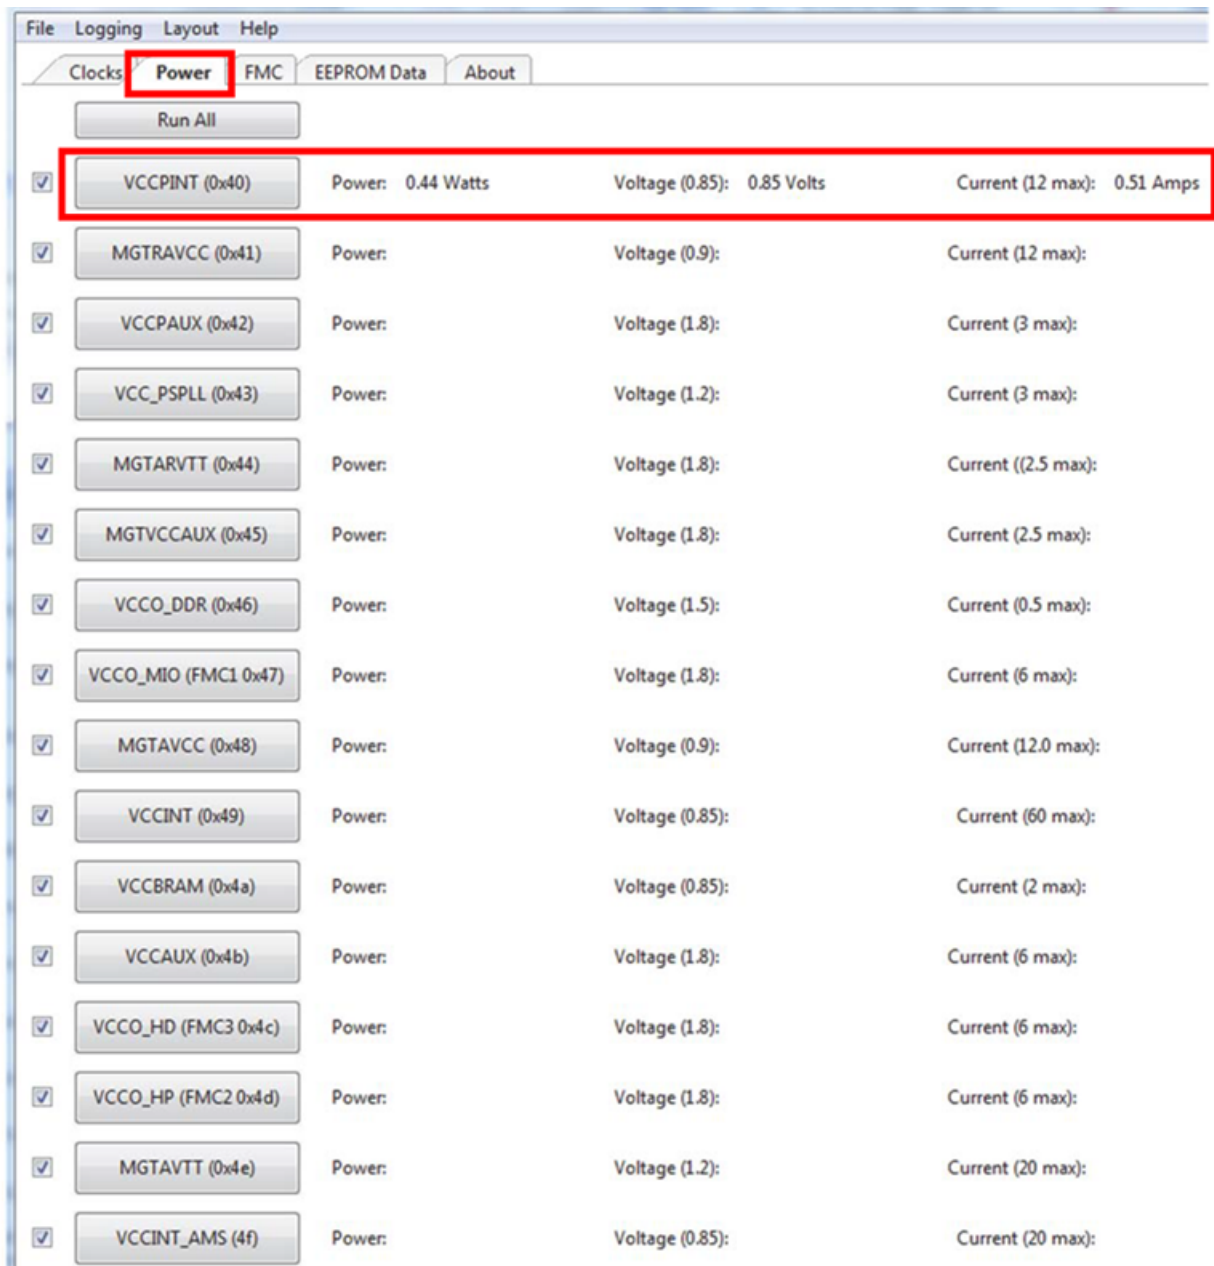 File Logging Layout Help
Clocks Power FMC EEPROM Data About
Run All
VCCPINT (0x40) Power: 0.44 Watts Voltage (0.85): 0.85 Volts Current (12 max): 0.51 Amps
MGTRAVCC (0x41) Power: Voltage (0.9): Current (12 max):
VCCPAUX (0x42) Power: Voltage (1.8): Current (3 max):
VCC_PSPLL (0x43) Power: Voltage (1.2): Current (3 max):
MGTARVTT (0x44) Power: Voltage (1.8): Current ((2.5 max):
MGTVCCAUX (0x45) Power: Voltage (1.8): Current (2.5 max):
VCCO_DDR (0x46) Power: Voltage (1.5): Current (0.5 max):
VCCO_MIO (FMC1 0x47) Power: Voltage (1.8): Current (6 max):
MGTAVCC (0x48) Power: Voltage (0.9): Current (12.0 max):
VCCINT (0x49) Power: Voltage (0.85): Current (60 max):
VCCBRAM (0x4a) Power: Voltage (0.85): Current (2 max):
VCCAUX (0x4b) Power: Voltage (1.8): Current (6 max):
VCCO_HD (FMC3 0x4c) Power: Voltage (1.8): Current (6 max):
VCCO_HP (FMC2 0x4d) Power: Voltage (1.8): Current (6 max):
MGTAVTT (0x4e) Power: Voltage (1.2): Current (20 max):
VCCINT_AMS (4f) Power: Voltage (0.85): Current (20 max):